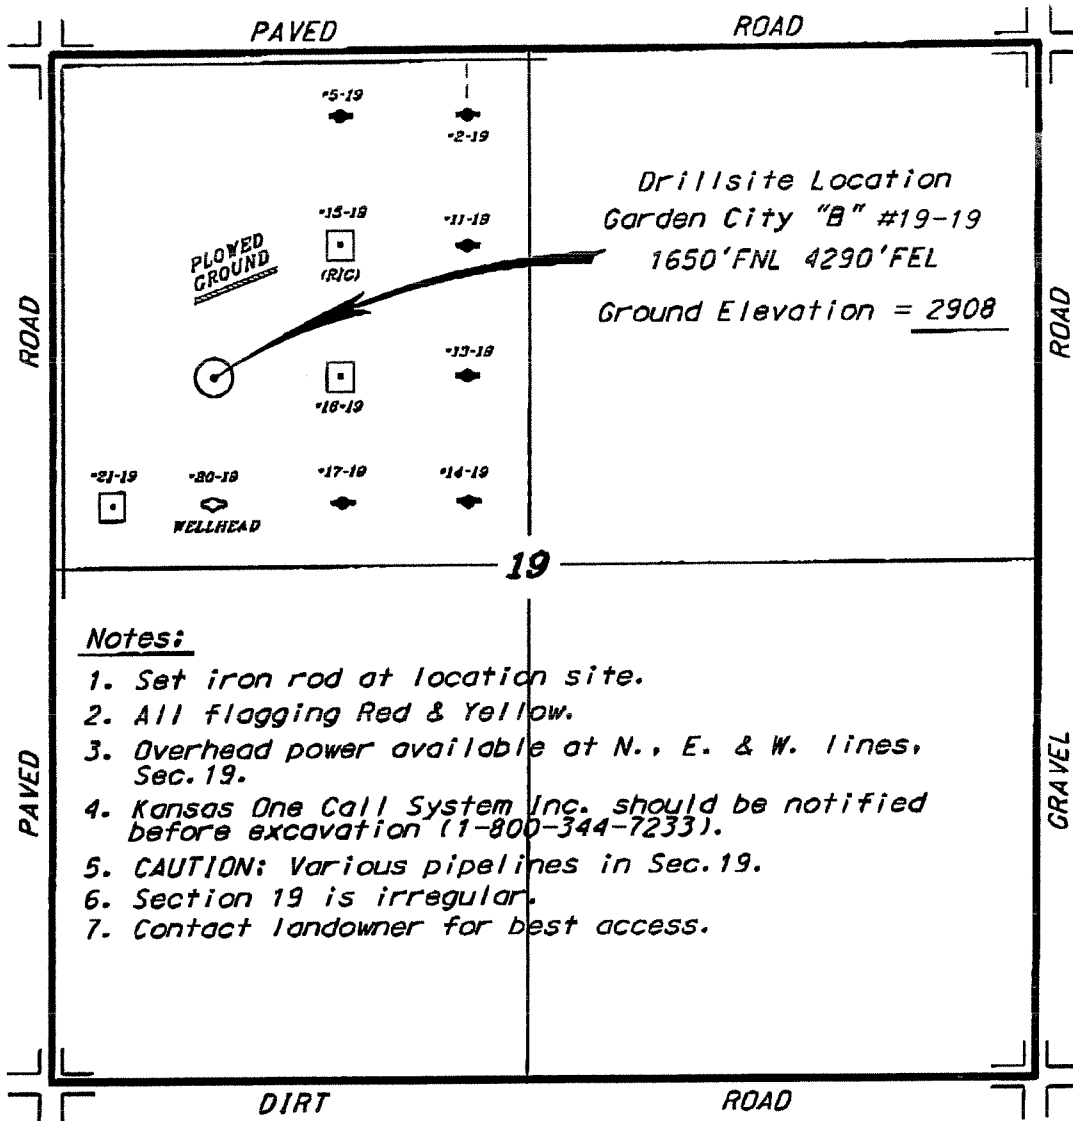 PAVED ROAD
#5-19
#2-19
Drillsite Location
Garden City "B" #19-19
1650'FNL 4290'FEL
Ground Elevation = 2908
#15-19
(R/C)
#11-19
PLOWED
GROUND
ROAD
ROAD
#13-19
#16-19
#21-19
#20-19
WELLHEAD
#17-19
#14-19
19
Notes:
1. Set iron rod at location site.
2. All flagging Red & Yellow.
3. Overhead power available at N., E. & W. lines,
Sec. 19.
4. Kansas One Call System Inc. should be notified
before excavation (1-800-344-7233).
5. CAUTION: Various pipelines in Sec. 19.
6. Section 19 is irregular.
7. Contact landowner for best access.
PAVED
GRAVEL
DIRT ROAD